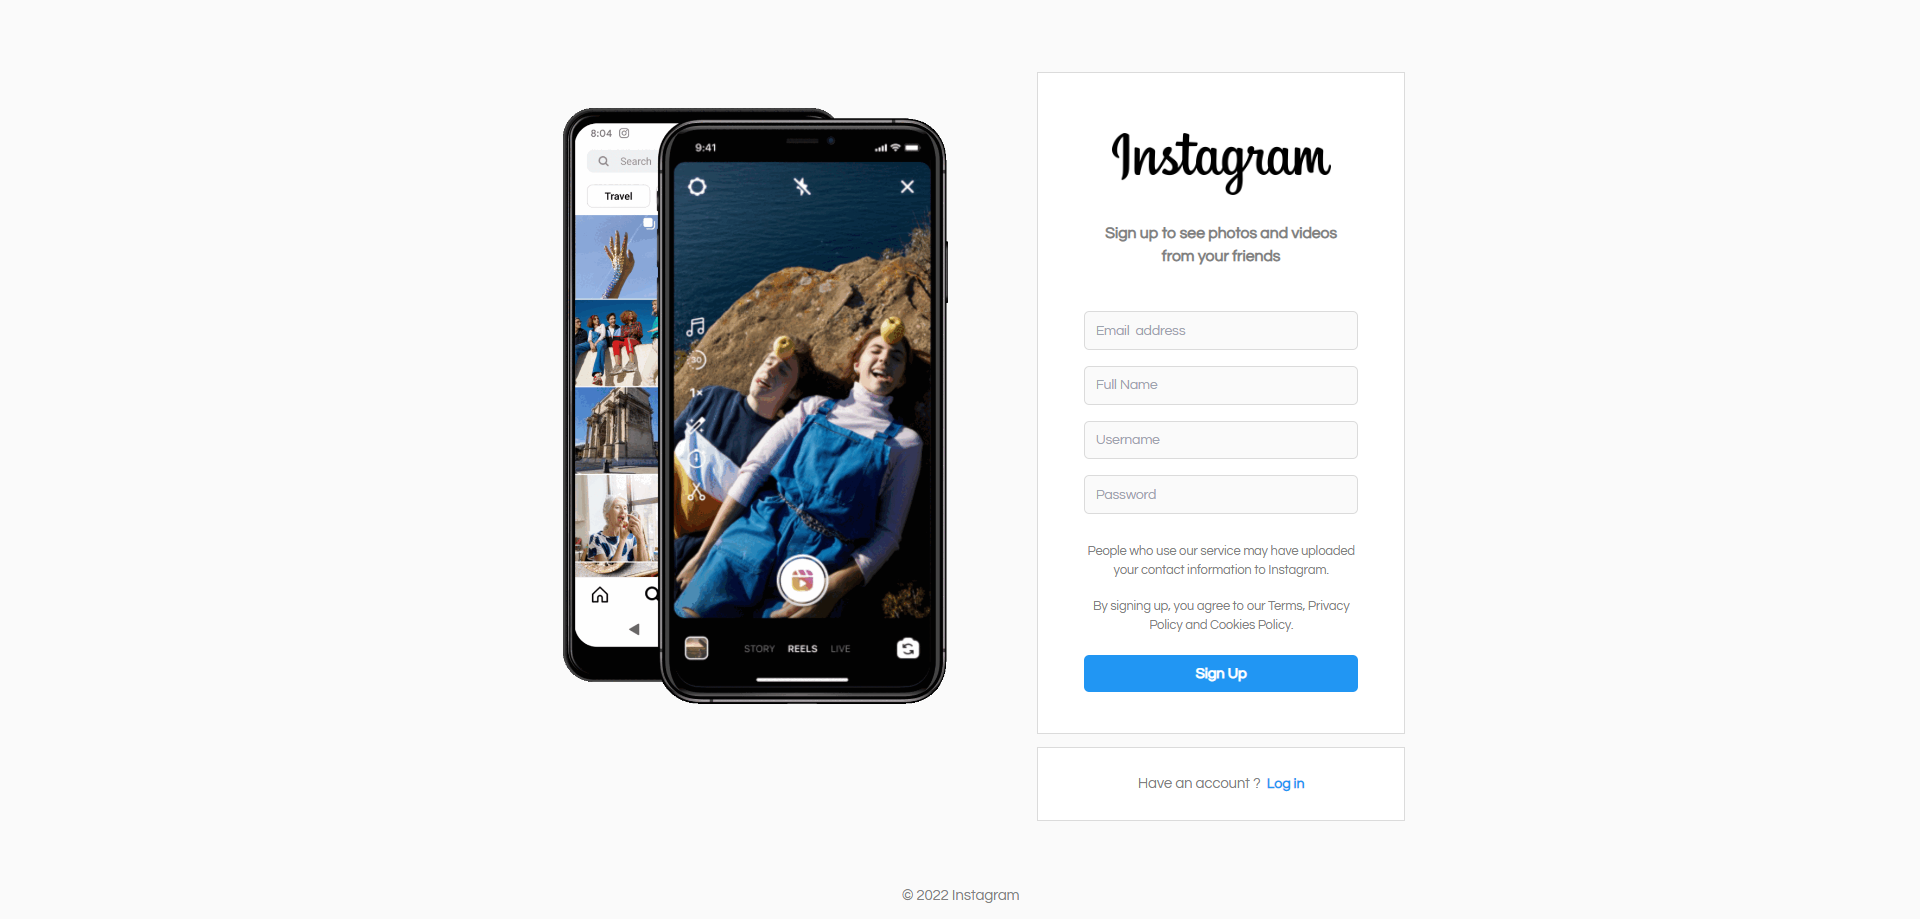 8:04
Search
Travel
9:41
30
1×
STORY REELS LIVE
Instagram
Sign up to see photos and videos
from your friends
Email address
Full Name
Username
Password
People who use our service may have uploaded
your contact information to Instagram.
By signing up, you agree to our Terms, Privacy
Policy and Cookies Policy.
Sign Up
Have an account ? Log in
© 2022 Instagram